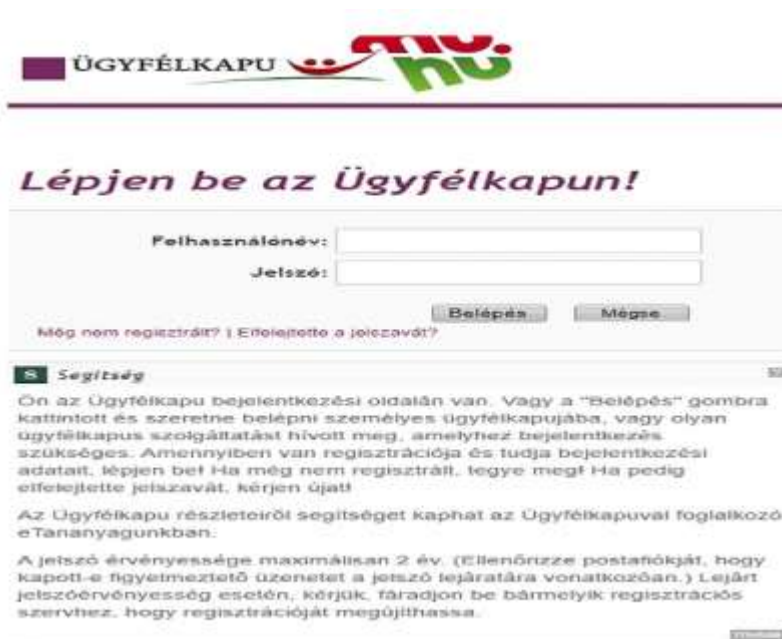 ÜGYFÉLKAPU
mo.
hu
Lépjen be az Ügyfélkapun!
Felhasználónév:
Jelszó:
Belépés Mégse
Még nem regisztrált? | Elfelejtette a jelszavát?
S Segítség
Ön az Ügyfélkapu bejelentkezési oldalán van. Vagy a "Belépés" gombra
kattintott és szeretne belépni személyes ügyfélkapujába, vagy olyan
ügyfélkapus szolgáltatást hívott meg, amelyhez bejelentkezés
szükséges. Amennyiben van regisztrációja és tudja bejelentkezési
adatait, lépjen be! Ha még nem regisztrált, tegye meg! Ha pedig
elfelejtette jelszavát, kérjen újat!
Az Ügyfélkapu részleteiről segítséget kaphat az Ügyfélkapuval foglalkozó
eTananyagunkban.
A jelszó érvényessége maximálisan 2 év. (Ellenőrizze postafiókját, hogy
kapott-e figyelmeztető üzenetet a jelszó lejáratára vonatkozóan.) Lejárt
jelszóérvényesség esetén, kérjük, fáradjon be bármelyik regisztrációs
szervhez, hogy regisztrációját megújíthassa.